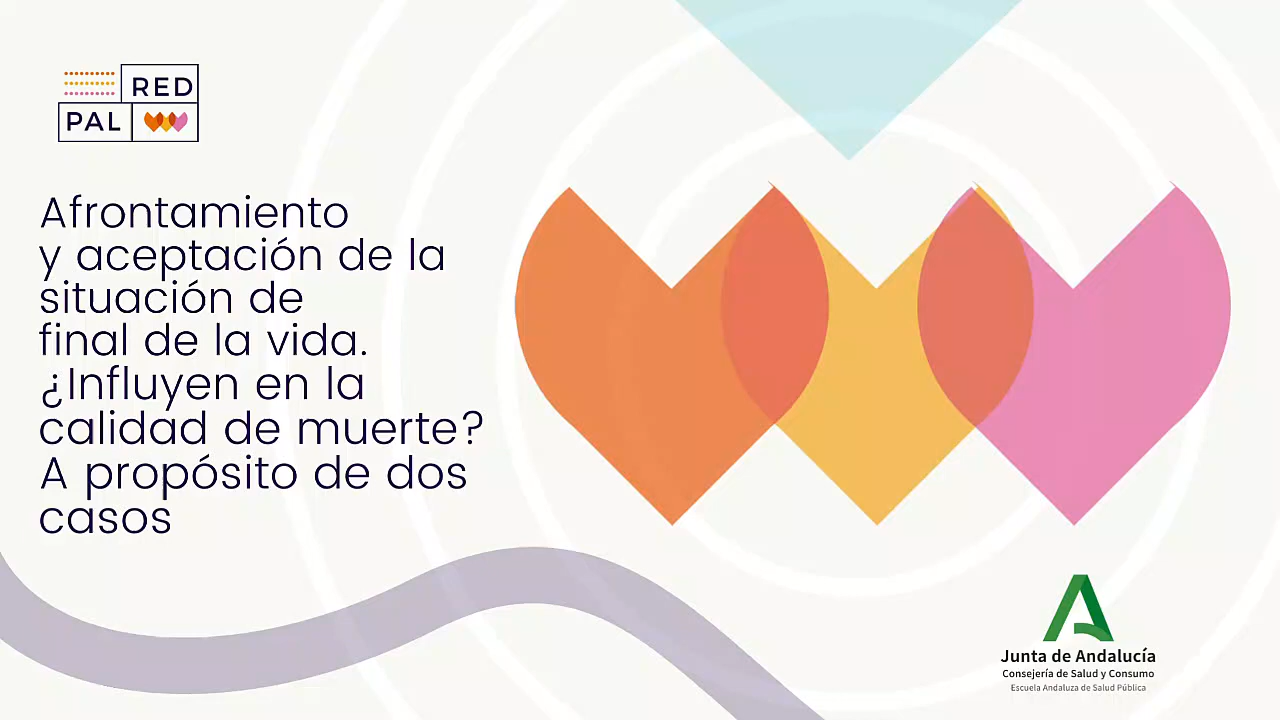 RED
PAL
Afrontamiento
y aceptación de la
situación de
final de la vida.
¿Influyen en la
calidad de muerte?
A propósito de dos
casos
Junta de Andalucía
Consejería de Salud y Consumo
Escuela Andaluza de Salud Pública